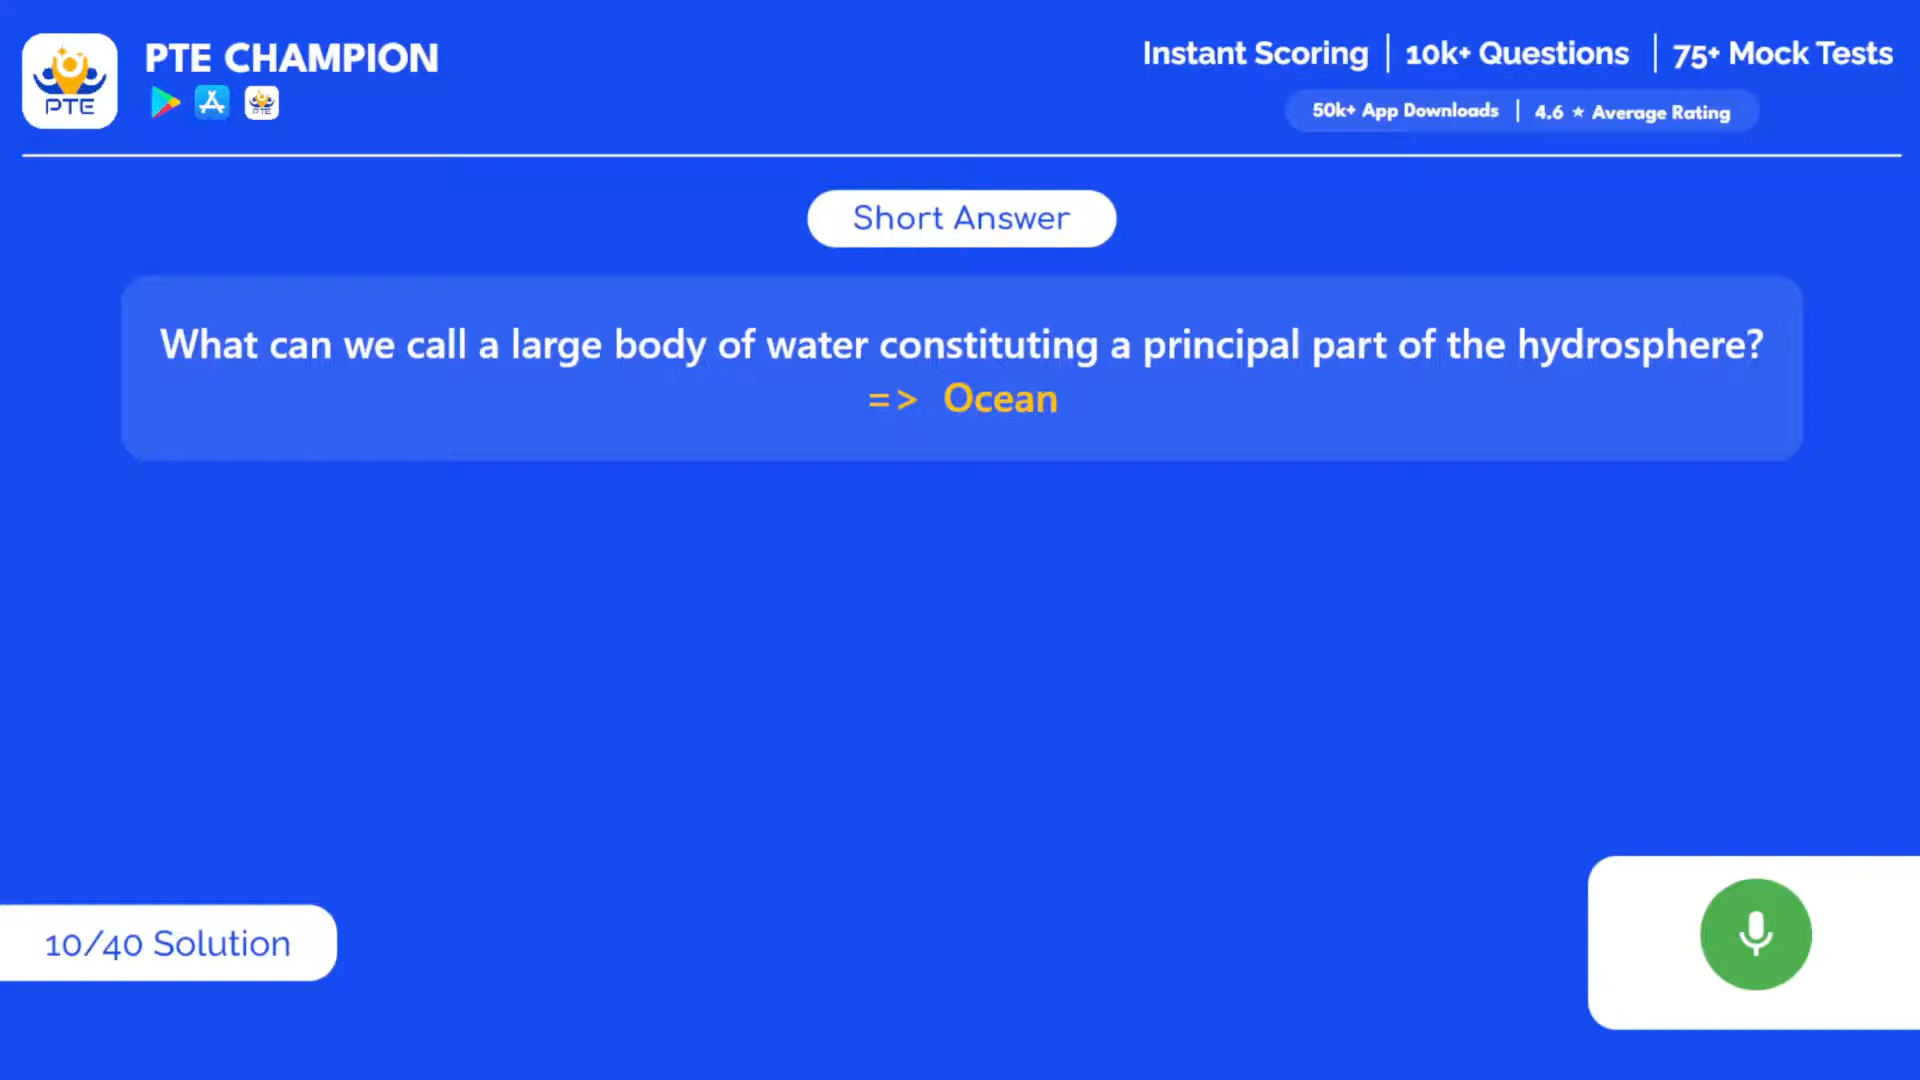 PTE CHAMPION
PTE
PTE
Instant Scoring | 10k+ Questions | 75+ Mock Tests
50k+ App Downloads | 4.6 ★ Average Rating
Short Answer
What can we call a large body of water constituting a principal part of the hydrosphere?
=> Ocean
10/40 Solution